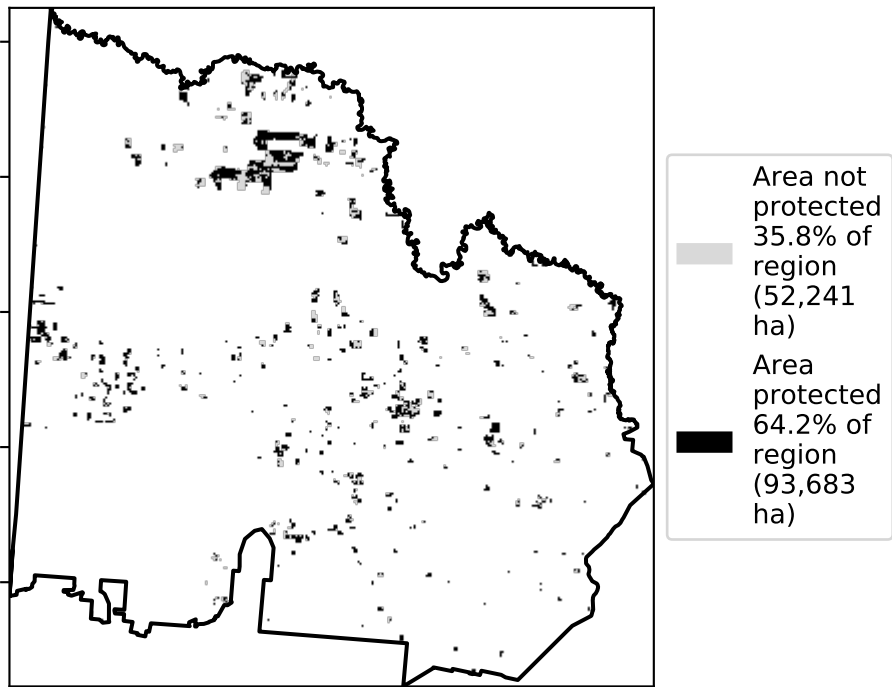 Area not
protected
35.8% of
region
(52,241
ha)
Area
protected
64.2% of
region
(93,683
ha)